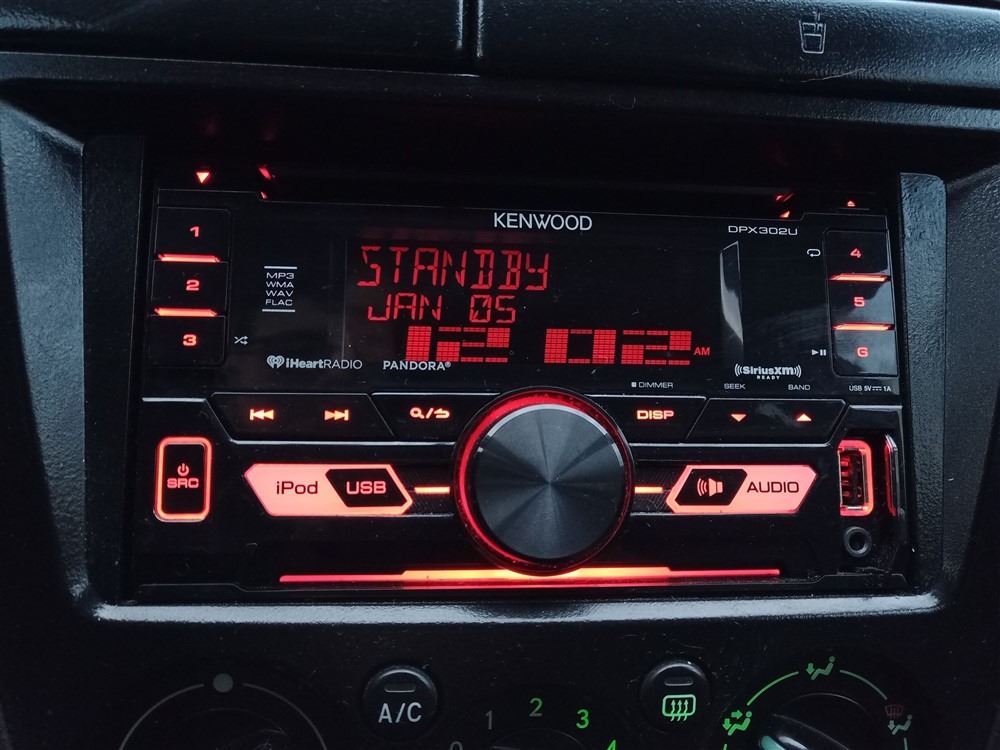 KENWOOD
DPX302U
1
2
3
MP3
WMA
WAV
FLAC
STANDBY
JAN 05
12 02 AM
4
5
6
iHeartRADIO
PANDORA®
((SiriusXM))
READY
DIMMER
SEEK
BAND
USB 5V 1A
DISP
SRC
iPod
USB
AUDIO
A/C
1
2
3
4